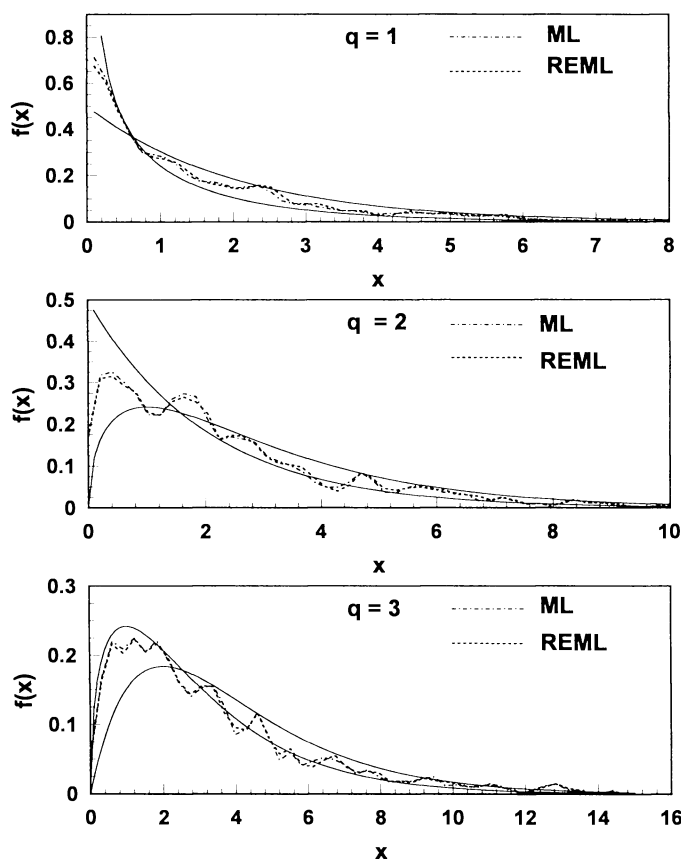 q = 1
ML
REML
f(x)
0.8
0.6
0.4
0.2
0
0 1 2 3 4 5 6 7 8
x
q = 2
ML
REML
f(x)
0.5
0.4
0.3
0.2
0.1
0
0 2 4 6 8 10
x
q = 3
ML
REML
f(x)
0.3
0.2
0.1
0
0 2 4 6 8 10 12 14 16
x